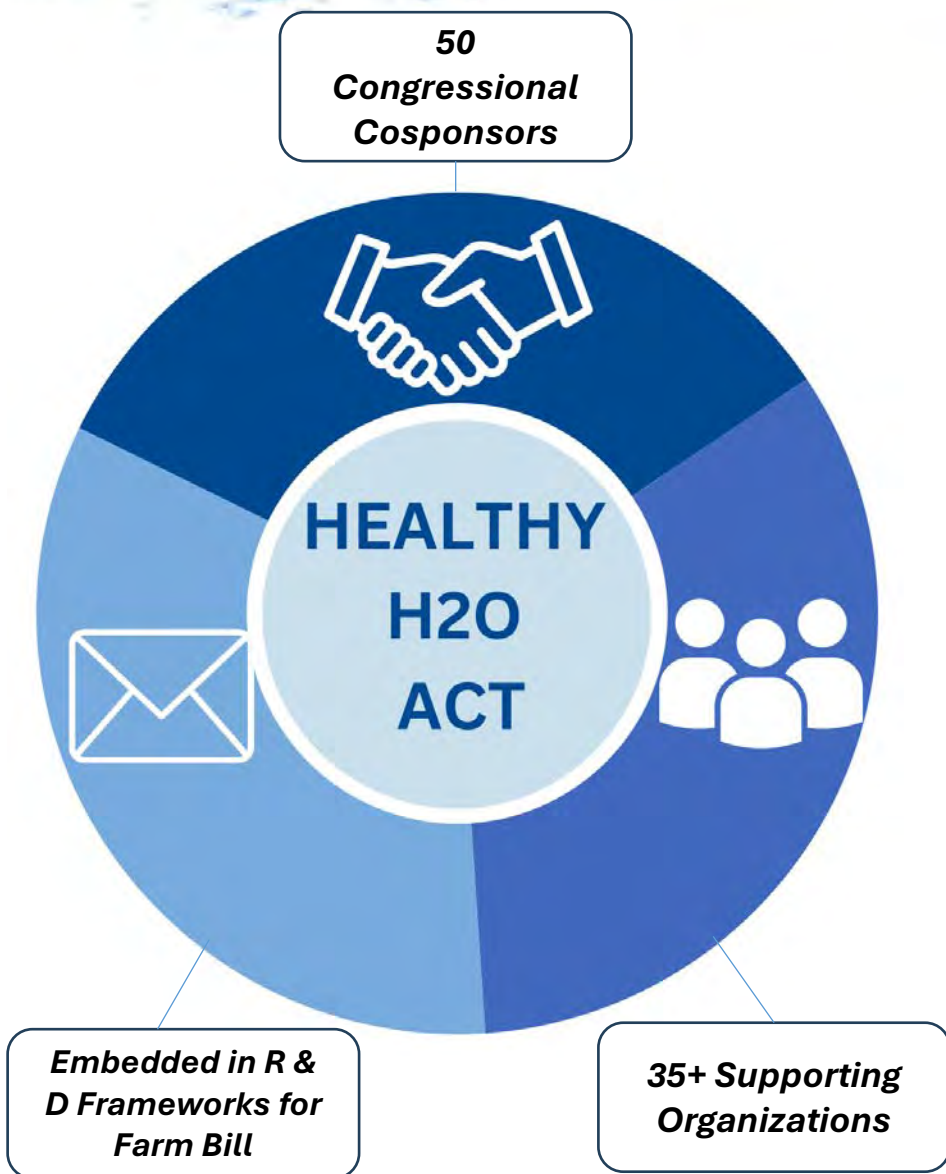 50
Congressional
Cosponsors
HEALTHY
H2O
ACT
Embedded in R &
D Frameworks for
Farm Bill
35+ Supporting
Organizations